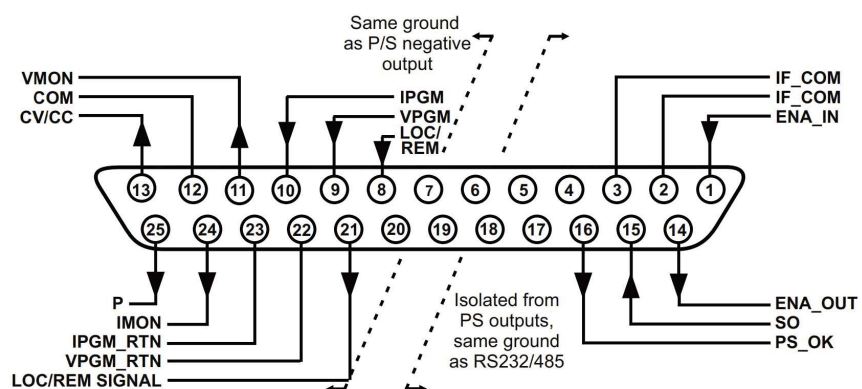 Same ground
as P/S negative
output
VMON
COM
CV/CC
IPGM
VPGM
LOC/
REM
IF_COM
IF_COM
ENA_IN
13 12 11 10 9 8 7 6 5 4 3 2 1
25 24 23 22 21 20 19 18 17 16 15 14
P
IMON
IPGM_RTN
VPGM_RTN
LOC/REM SIGNAL
Isolated from
PS outputs,
same ground
as RS232/485
ENA_OUT
SO
PS_OK